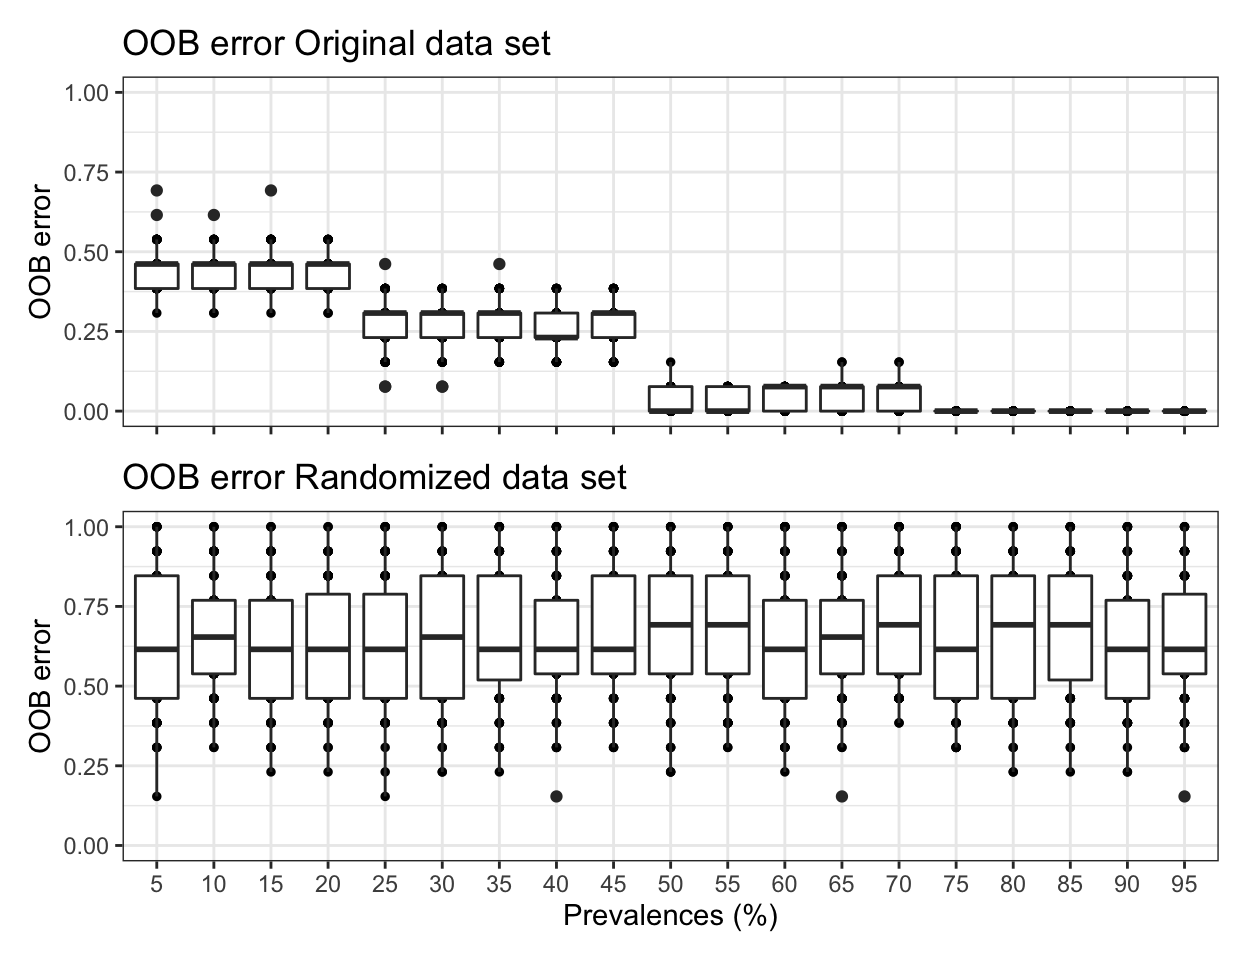 OOB error Original data set
1.00
0.75
0.50
0.25
0.00
OOB error
OOB error Randomized data set
1.00
0.75
0.50
0.25
0.00
OOB error
5 10 15 20 25 30 35 40 45 50 55 60 65 70 75 80 85 90 95
Prevalences (%)